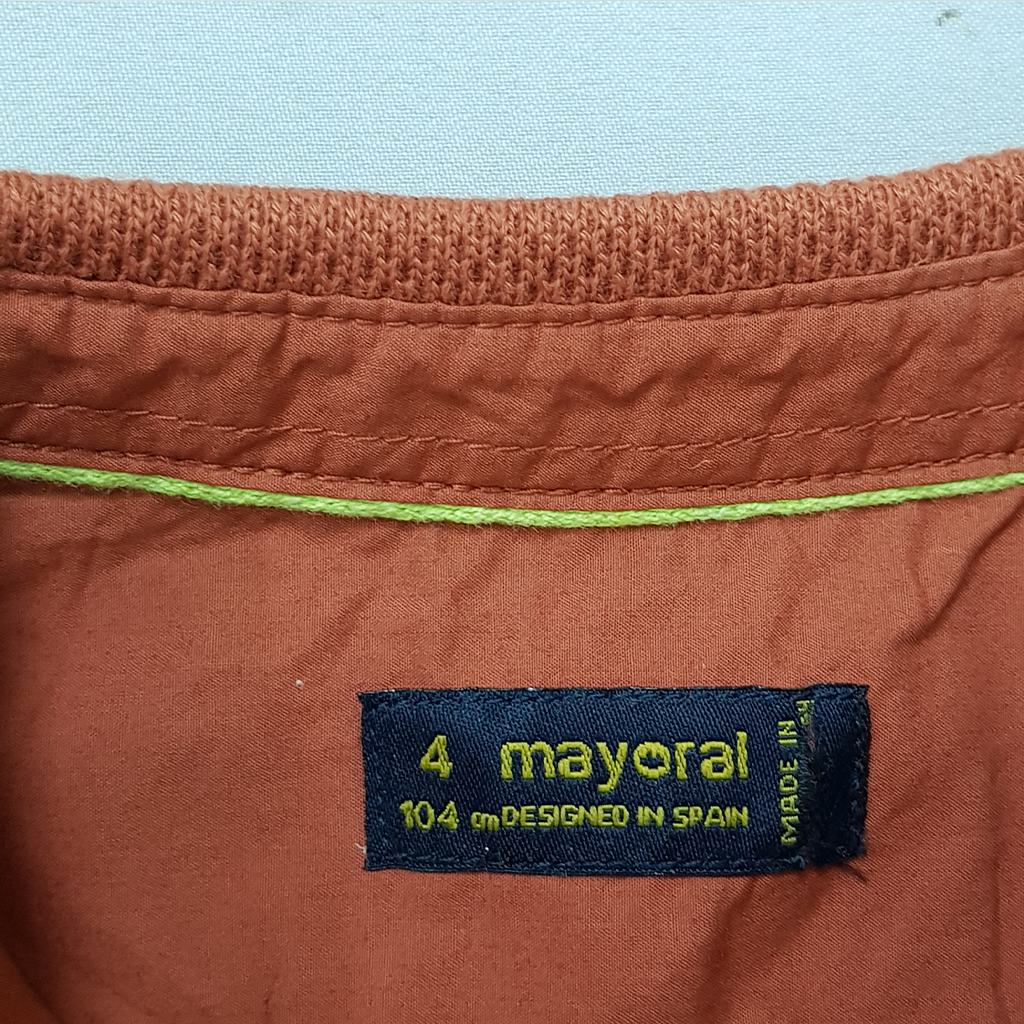 4 mayoral
104 cm DESIGNED IN SPAIN
MADE IN